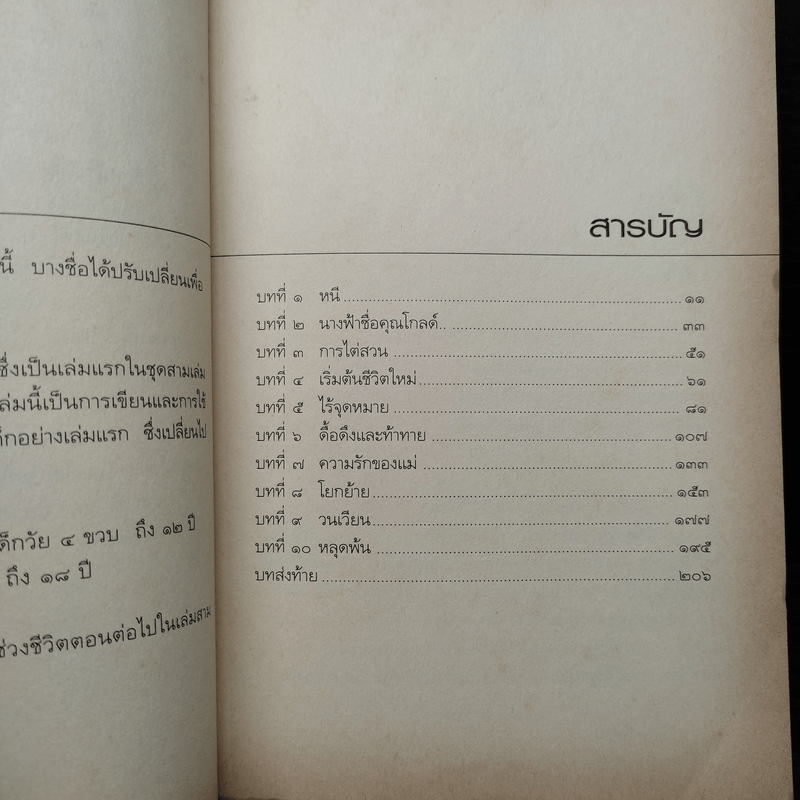 นี้ บางชื่อได้ปรับเปลี่ยนเพื่อ
ซึ่งเป็นเล่มแรกในชุดสามเล่ม
ล่มนี้เป็นการเขียนและการใช้
ด็กอย่างเล่มแรก ซึ่งเปลี่ยนไป
ด็กวัย ๔ ขวบ ถึง ๑๒ ปี
ถึง ๑๘ ปี
ช่วงชีวิตตอนต่อไปในเล่มสาม
สารบัญ
บทที่ ๑ หนี ๑๑
บทที่ ๒ นางฟ้าชื่อคุณโกลด์ ๓๓
บทที่ ๓ การไต่สวน ๕๑
บทที่ ๔ เริ่มต้นชีวิตใหม่ ๖๑
บทที่ ๕ ไร้จุดหมาย ๘๑
บทที่ ๖ ดื้อดึงและท้าทาย ๑๐๗
บทที่ ๗ ความรักของแม่ ๑๓๓
บทที่ ๘ โยกย้าย ๑๕๓
บทที่ ๙ วนเวียน ๑๗๗
บทที่ ๑๐ หลุดพ้น ๑๙๕
บทส่งท้าย ๒๐๖